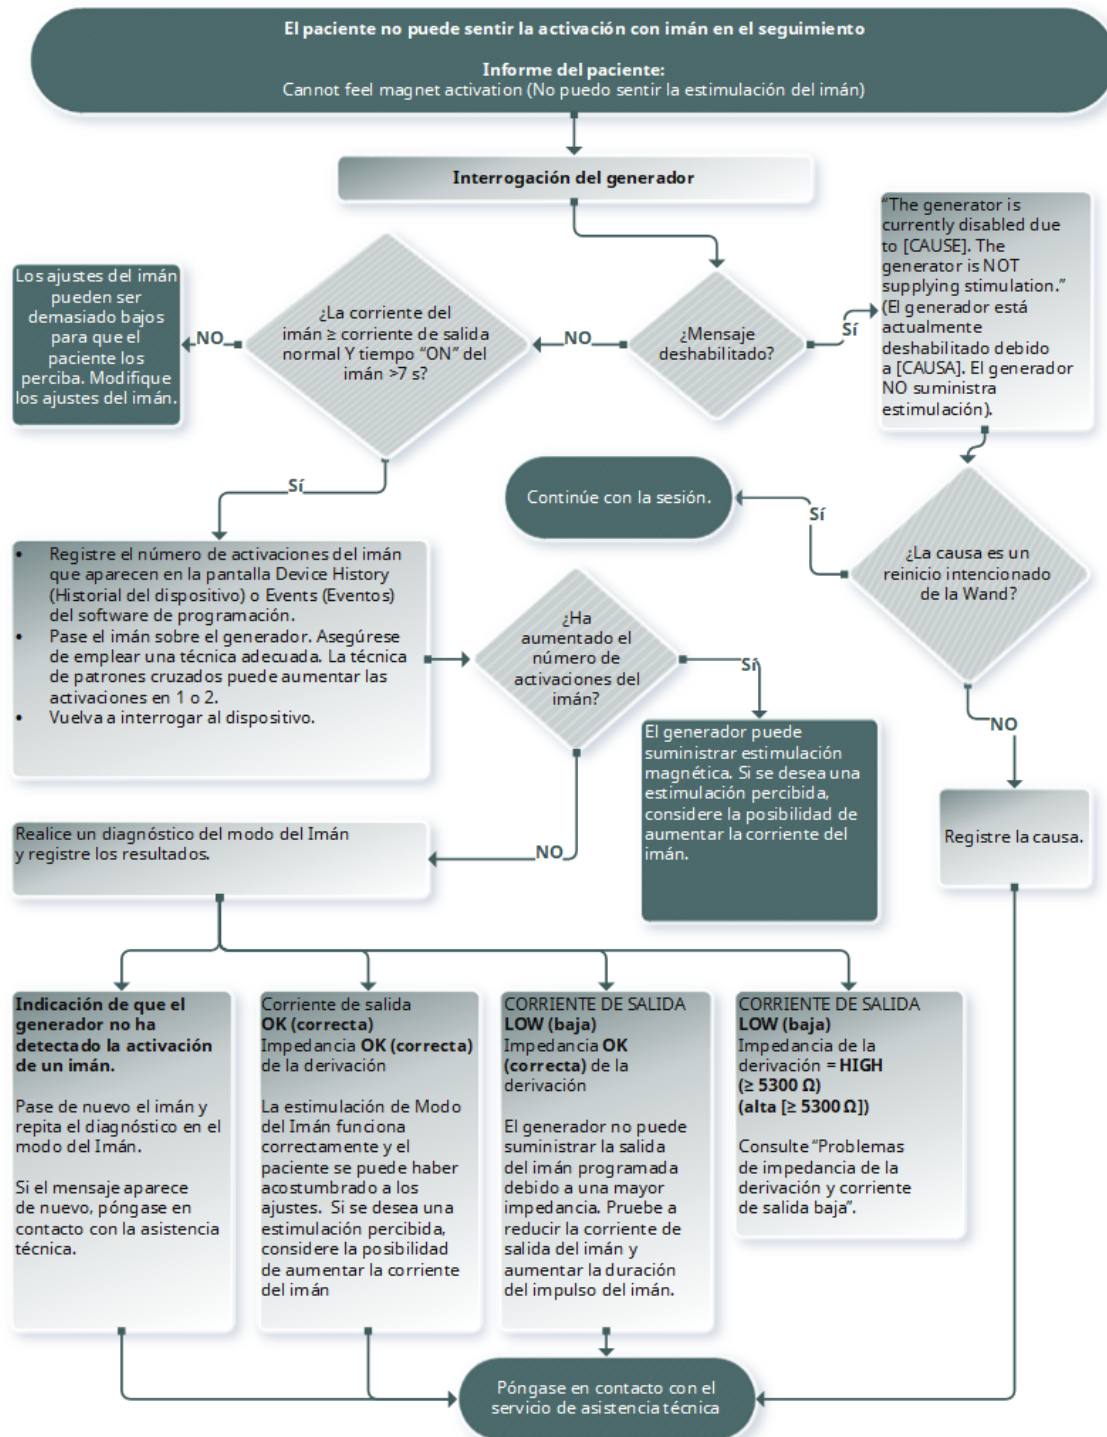 El paciente no puede sentir la activación con imán en el seguimiento
Informe del paciente:
Cannot feel magnet activation (No puedo sentir la estimulación del imán)
Interrogación del generador
“The generator is
currently disabled due
to [CAUSE]. The
generator is NOT
supplying stimulation.”
(El generador está
actualmente
deshabilitado debido
a [CAUSA]. El generador
NO suministra
estimulación).
Los ajustes del imán
pueden ser
demasiado bajos
para que el
paciente los
perciba. Modifique
los ajustes del imán.
NO
¿La corriente del
imán ≥ corriente de salida
normal Y tiempo “ON” del
imán >7 s?
NO
¿Mensaje
deshabilitado?
Sí
Sí
Continúe con la sesión.
Sí
¿La causa es un
reinicio intencionado
de la Wand?
• Registre el número de activaciones del imán
que aparecen en la pantalla Device History
(Historial del dispositivo) o Events (Eventos)
del software de programación.
• Pase el imán sobre el generador. Asegúrese
de emplear una técnica adecuada. La técnica
de patrones cruzados puede aumentar las
activaciones en 1 o 2.
• Vuelva a interrogar al dispositivo.
¿Ha
aumentado el
número de
activaciones del
imán?
Sí
NO
El generador puede
suministrar estimulación
magnética. Si se desea una
estimulación percibida,
considere la posibilidad de
aumentar la corriente del
imán.
Registre la causa.
Realice un diagnóstico del modo del Imán
y registre los resultados.
NO
Indicación de que el
generador no ha
detectado la activación
de un imán.
Pase de nuevo el imán y
repita el diagnóstico en el
modo del Imán.
Si el mensaje aparece
de nuevo, póngase en
contacto con la asistencia
técnica.
Corriente de salida
OK (correcta)
Impedancia OK (correcta)
de la derivación
La estimulación de Modo
del Imán funciona
correctamente y el
paciente se puede haber
acostumbrado a los
ajustes. Si se desea una
estimulación percibida,
considere la posibilidad
de aumentar la corriente
del imán
CORRIENTE DE SALIDA
LOW (baja)
Impedancia OK
(correcta) de la
derivación
El generador no puede
suministrar la salida
del imán programada
debido a una mayor
impedancia. Pruebe a
reducir la corriente de
salida del imán y
aumentar la duración
del impulso del imán.
CORRIENTE DE SALIDA
LOW (baja)
Impedancia de la
derivación = HIGH
(≥ 5300 Ω)
(alta [≥ 5300 Ω])
Consulte “Problemas
de impedancia de la
derivación y corriente
de salida baja”.
Póngase en contacto con el
servicio de asistencia técnica